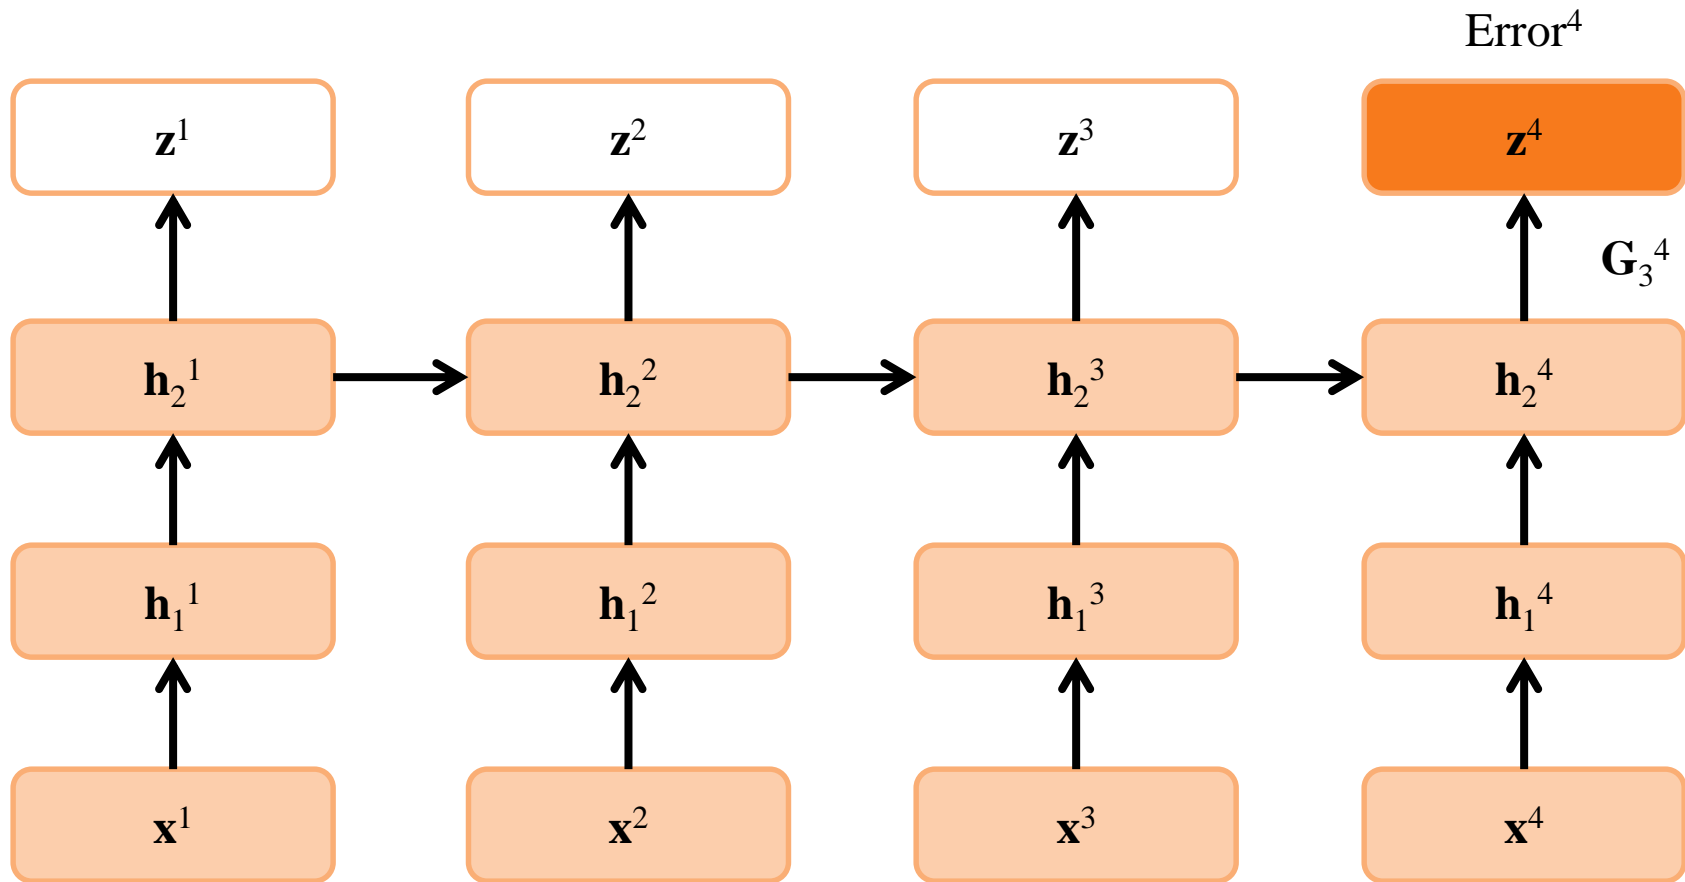 Error⁴
z¹ z² z³ z⁴
G₃⁴
h₂¹ h₂² h₂³ h₂⁴
h₁¹ h₁² h₁³ h₁⁴
x¹ x² x³ x⁴